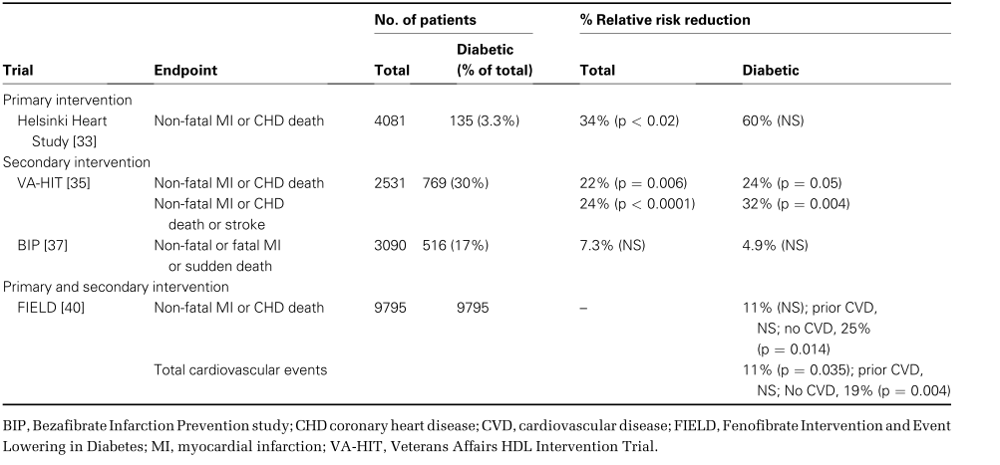 No. of patients % Relative risk reduction
Diabetic
Trial Endpoint Total (% of total) Total Diabetic
Primary intervention
Helsinki Heart Non-fatal MI or CHD death 4081 135 (3.3%) 34% (p < 0.02) 60% (NS)
Study [33]
Secondary intervention
VA-HIT [35] Non-fatal MI or CHD death 2531 769 (30%) 22% (p = 0.006) 24% (p = 0.05)
Non-fatal MI or CHD 24% (p < 0.0001) 32% (p = 0.004)
death or stroke
BIP [37] Non-fatal or fatal MI 3090 516 (17%) 7.3% (NS) 4.9% (NS)
or sudden death
Primary and secondary intervention
FIELD [40] Non-fatal MI or CHD death 9795 9795 – 11% (NS); prior CVD,
NS; no CVD, 25%
(p = 0.014)
Total cardiovascular events 11% (p = 0.035); prior CVD,
NS; No CVD, 19% (p = 0.004)
BIP, Bezafibrate Infarction Prevention study; CHD coronary heart disease; CVD, cardiovascular disease; FIELD, Fenofibrate Intervention and Event
Lowering in Diabetes; MI, myocardial infarction; VA-HIT, Veterans Affairs HDL Intervention Trial.